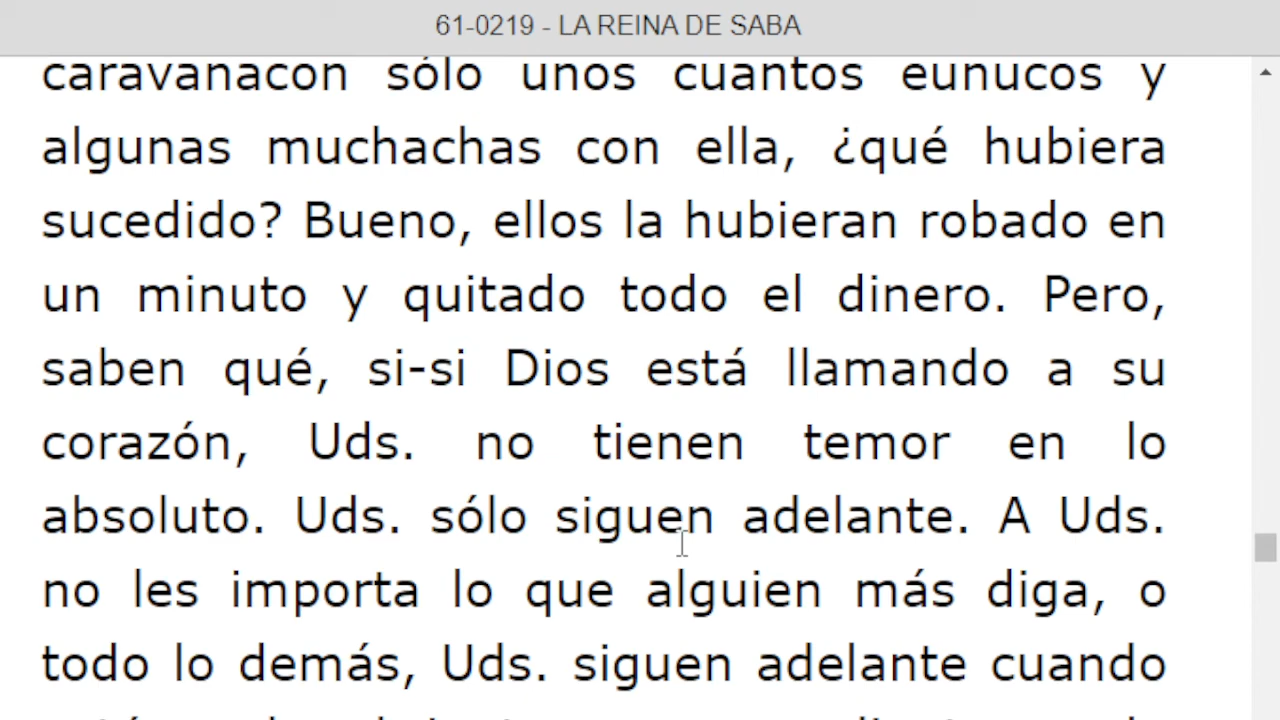 61-0219 - LA REINA DE SABA
caravanacon sólo unos cuantos eunucos y
algunas muchachas con ella, ¿qué hubiera
sucedido? Bueno, ellos la hubieran robado en
un minuto y quitado todo el dinero. Pero,
saben qué, si-si Dios está llamando a su
corazón, Uds. no tienen temor en lo
absoluto. Uds. sólo siguen adelante. A Uds.
no les importa lo que alguien más diga, o
todo lo demás, Uds. siguen adelante cuando